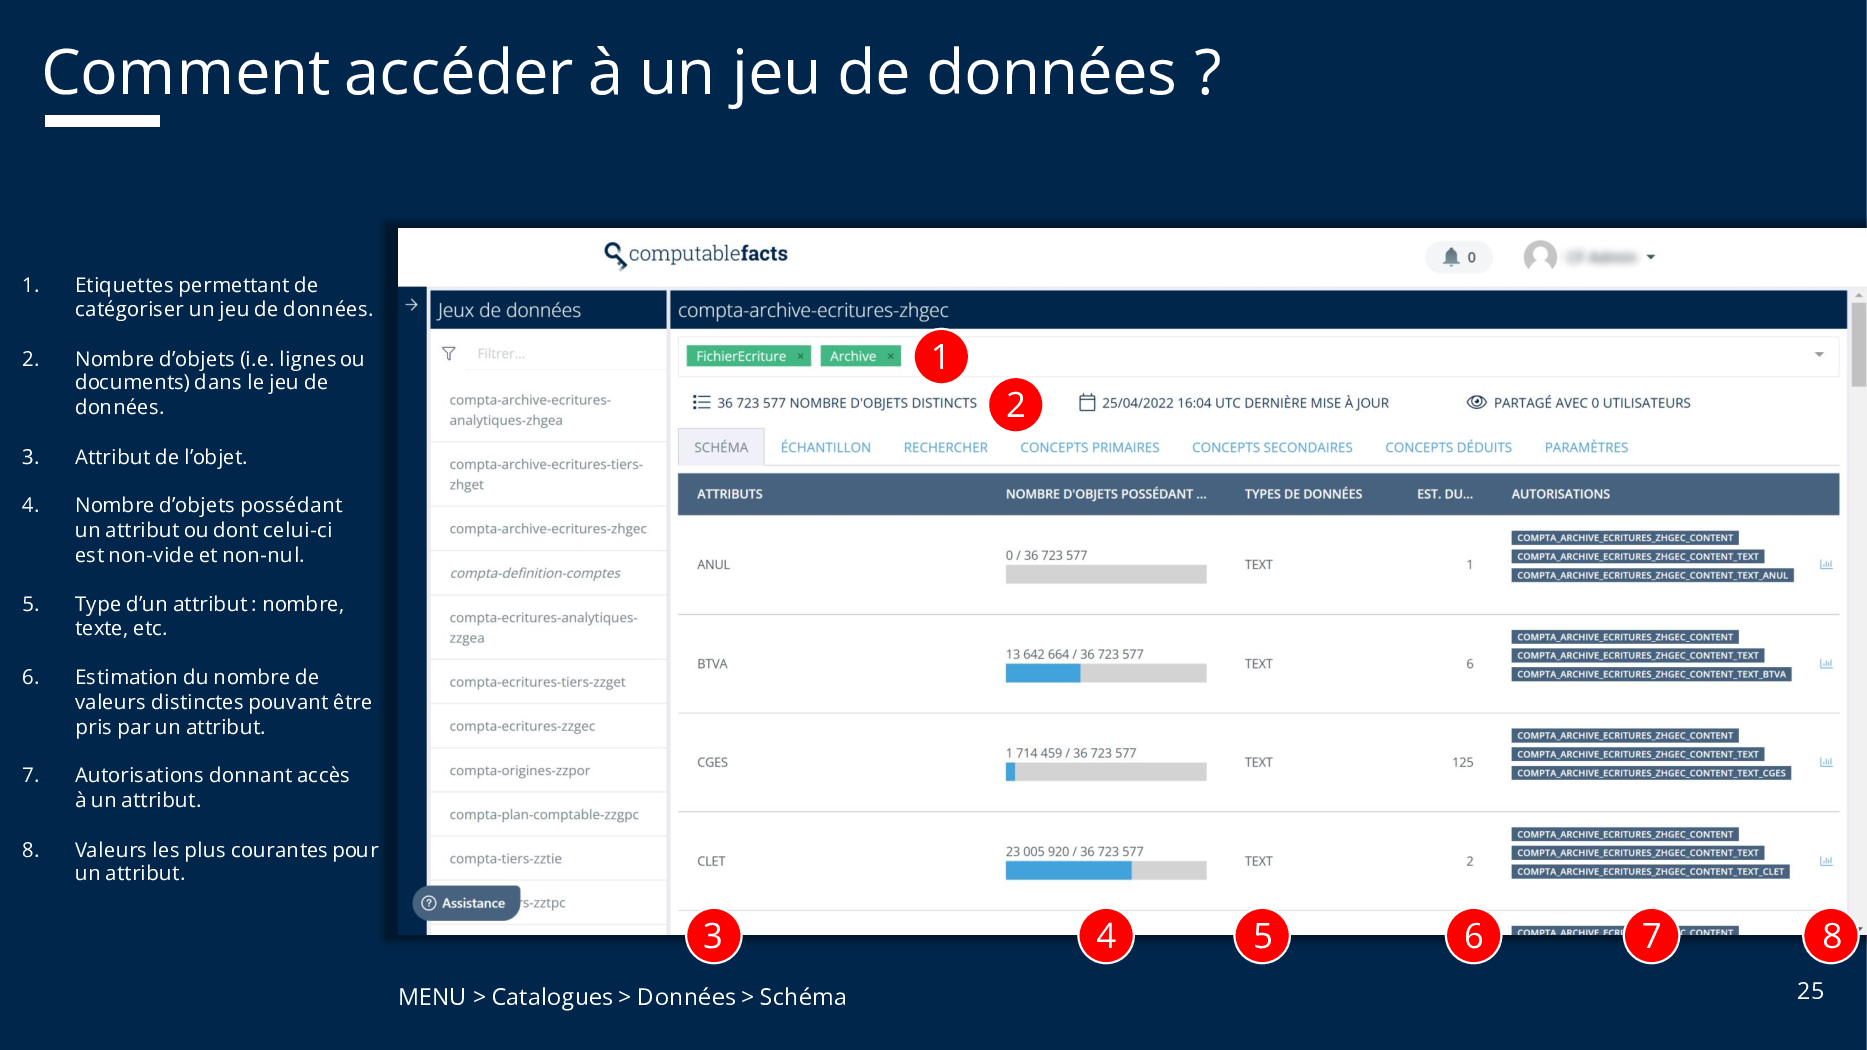 Comment accéder à un jeu de données ?
1. Etiquettes permettant de
catégoriser un jeu de données.
2. Nombre d’objets (i.e. lignes ou
documents) dans le jeu de
données.
3. Attribut de l’objet.
4. Nombre d’objets possédant
un attribut ou dont celui-ci
est non-vide et non-nul.
5. Type d’un attribut : nombre,
texte, etc.
6. Estimation du nombre de
valeurs distinctes pouvant être
pris par un attribut.
7. Autorisations donnant accès
à un attribut.
8. Valeurs les plus courantes pour
un attribut.
computablefacts
0
Jeux de données
Filtrer...
compta-archive-ecritures-
analytiques-zhgea
compta-archive-ecritures-tiers-
zhget
compta-archive-ecritures-zhgec
compta-definition-comptes
compta-ecritures-analytiques-
zzgea
compta-ecritures-tiers-zzget
compta-ecritures-zzgec
compta-origines-zzpor
compta-plan-comptable-zzgpc
compta-tiers-zztie
rs-zztpc
Assistance
compta-archive-ecritures-zhgec
FichierEcriture × Archive × 1
36 723 577 NOMBRE D'OBJETS DISTINCTS 2 25/04/2022 16:04 UTC DERNIÈRE MISE À JOUR PARTAGÉ AVEC 0 UTILISATEURS
SCHÉMA ÉCHANTILLON RECHERCHER CONCEPTS PRIMAIRES CONCEPTS SECONDAIRES CONCEPTS DÉDUITS PARAMÈTRES
ATTRIBUTS NOMBRE D'OBJETS POSSÉDANT ... TYPES DE DONNÉES EST. DU... AUTORISATIONS
COMPTA_ARCHIVE_ECRITURES_ZHGEC_CONTENT
ANUL 0 / 36 723 577 TEXT 1 COMPTA_ARCHIVE_ECRITURES_ZHGEC_CONTENT_TEXT
COMPTA_ARCHIVE_ECRITURES_ZHGEC_CONTENT_TEXT_ANUL
COMPTA_ARCHIVE_ECRITURES_ZHGEC_CONTENT
BTVA 13 642 664 / 36 723 577 TEXT 6 COMPTA_ARCHIVE_ECRITURES_ZHGEC_CONTENT_TEXT
COMPTA_ARCHIVE_ECRITURES_ZHGEC_CONTENT_TEXT_BTVA
COMPTA_ARCHIVE_ECRITURES_ZHGEC_CONTENT
CGES 1 714 459 / 36 723 577 TEXT 125 COMPTA_ARCHIVE_ECRITURES_ZHGEC_CONTENT_TEXT
COMPTA_ARCHIVE_ECRITURES_ZHGEC_CONTENT_TEXT_CGES
COMPTA_ARCHIVE_ECRITURES_ZHGEC_CONTENT
CLET 23 005 920 / 36 723 577 TEXT 2 COMPTA_ARCHIVE_ECRITURES_ZHGEC_CONTENT_TEXT
COMPTA_ARCHIVE_ECRITURES_ZHGEC_CONTENT_TEXT_CLET
3 4 5 6 7 8
MENU > Catalogues > Données > Schéma
25